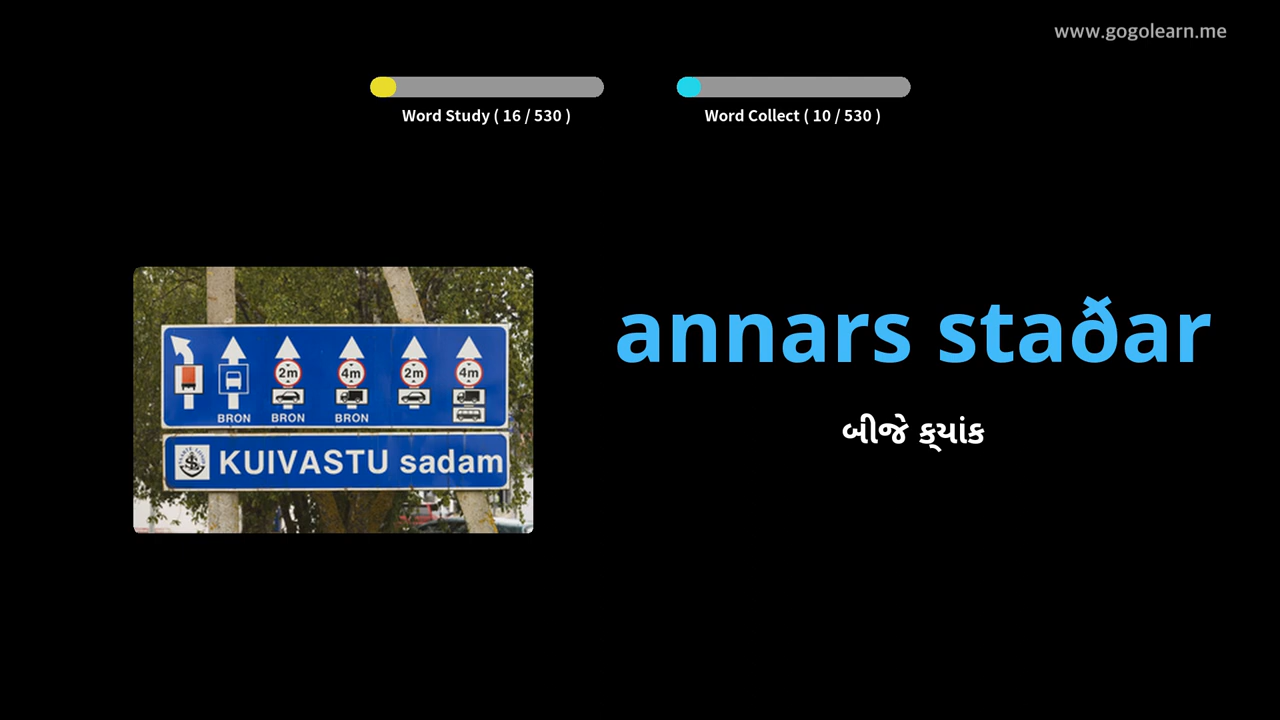 www.gogolearn.me
Word Study ( 16 / 530 )
Word Collect ( 10 / 530 )
annars staðar
બીજે ક્યાંક
2m 4m 2m 4m
BRON BRON BRON
KUIVASTU sadam